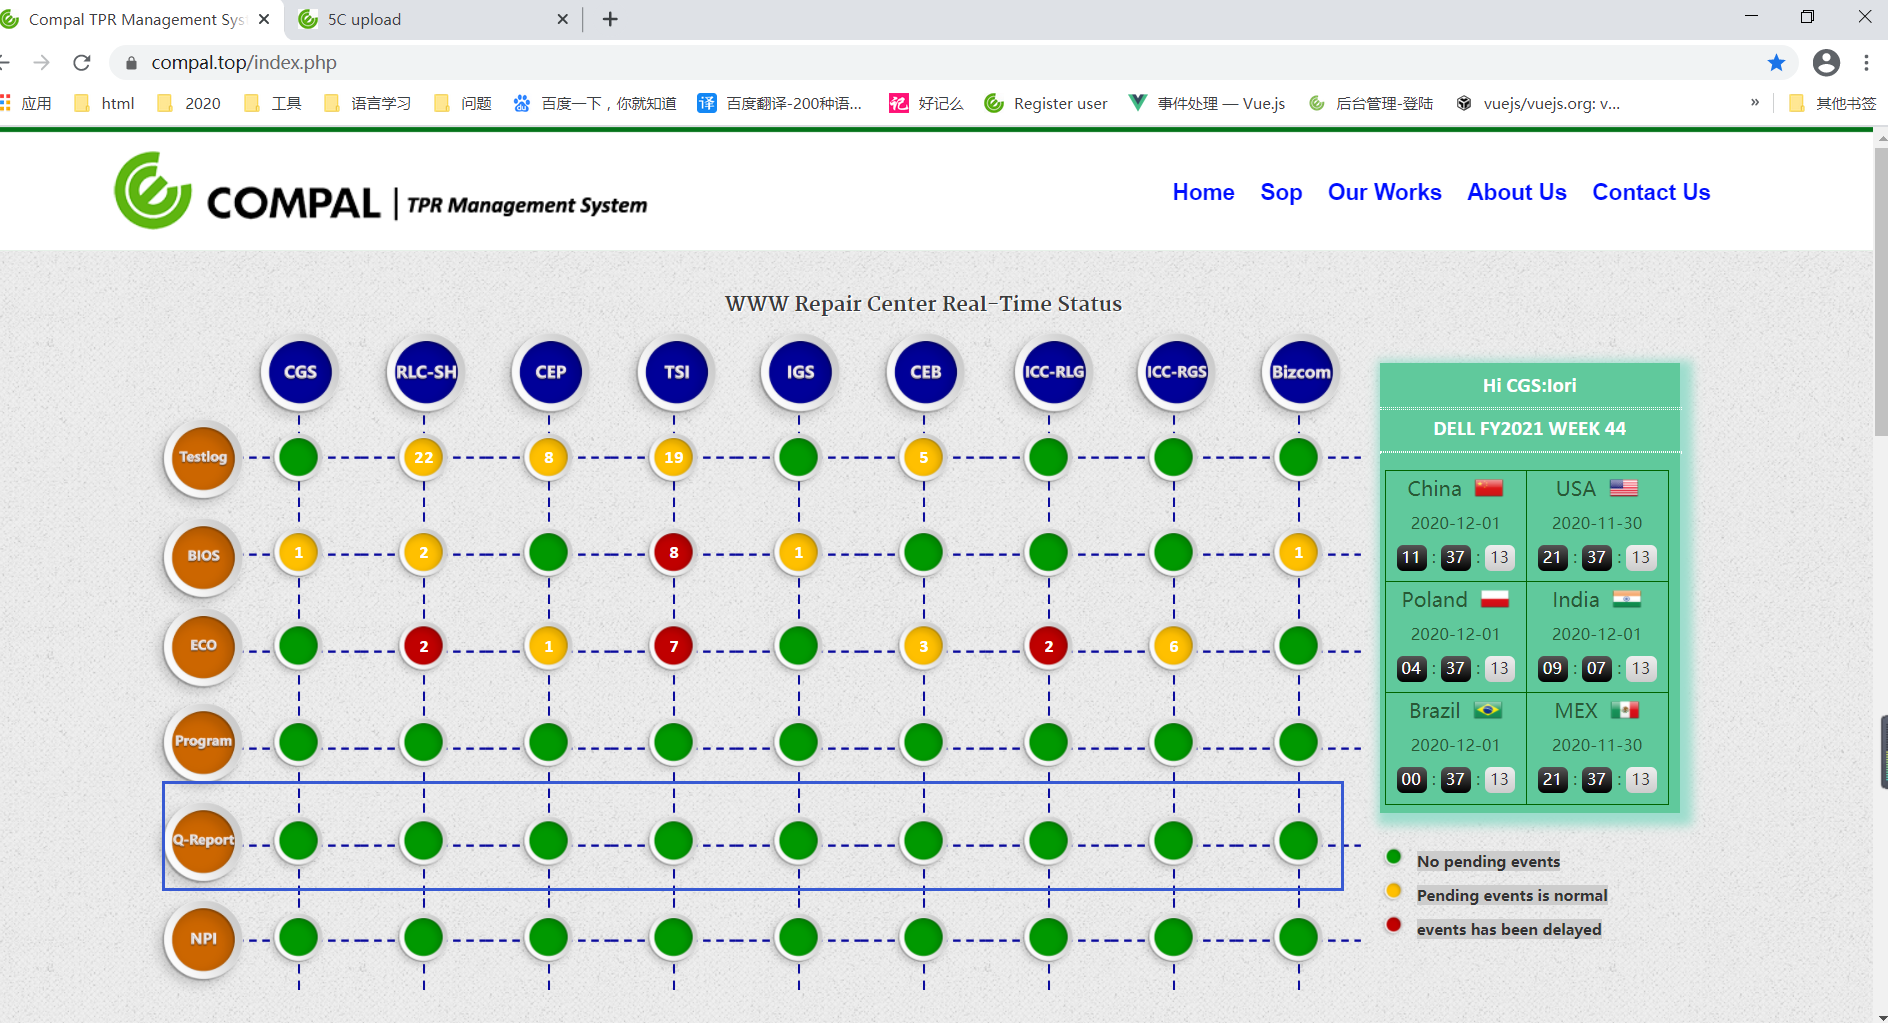 Compal TPR Management Sys
5C upload
compal.top/index.php
应用
html
2020
工具
语言学习
问题
百度一下，你就知道
译
百度翻译-200种语...
记
好记么
Register user
事件处理 — Vue.js
后台管理-登陆
vuejs/vuejs.org: v...
»
其他书签
COMPAL | TPR Management System
Home Sop Our Works About Us Contact Us
WWW Repair Center Real-Time Status
CGS RLC-SH CEP TSI IGS CEB ICC-RLG ICC-RGS Bizcom
Testlog 22 8 19 5
BIOS 1 2 8 1 1
ECO 2 1 7 3 2 6
Program
Q-Report
NPI
Hi CGS:Iori
DELL FY2021 WEEK 44
China USA
2020-12-01 2020-11-30
11 : 37 : 13 21 : 37 : 13
Poland India
2020-12-01 2020-12-01
04 : 37 : 13 09 : 07 : 13
Brazil MEX
2020-12-01 2020-11-30
00 : 37 : 13 21 : 37 : 13
No pending events
Pending events is normal
events has been delayed